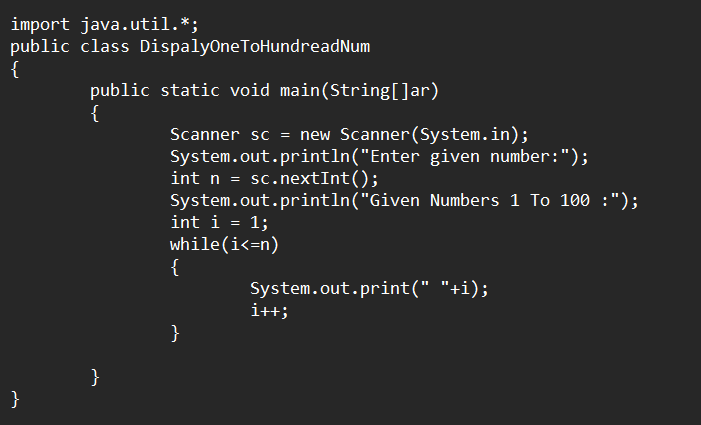 import java.util.*;
public class DispalyOneToHundreadNum
{
public static void main(String[]ar)
{
Scanner sc = new Scanner(System.in);
System.out.println("Enter given number:");
int n = sc.nextInt();
System.out.println("Given Numbers 1 To 100 :");
int i = 1;
while(i<=n)
{
System.out.print(" "+i);
i++;
}
}
}